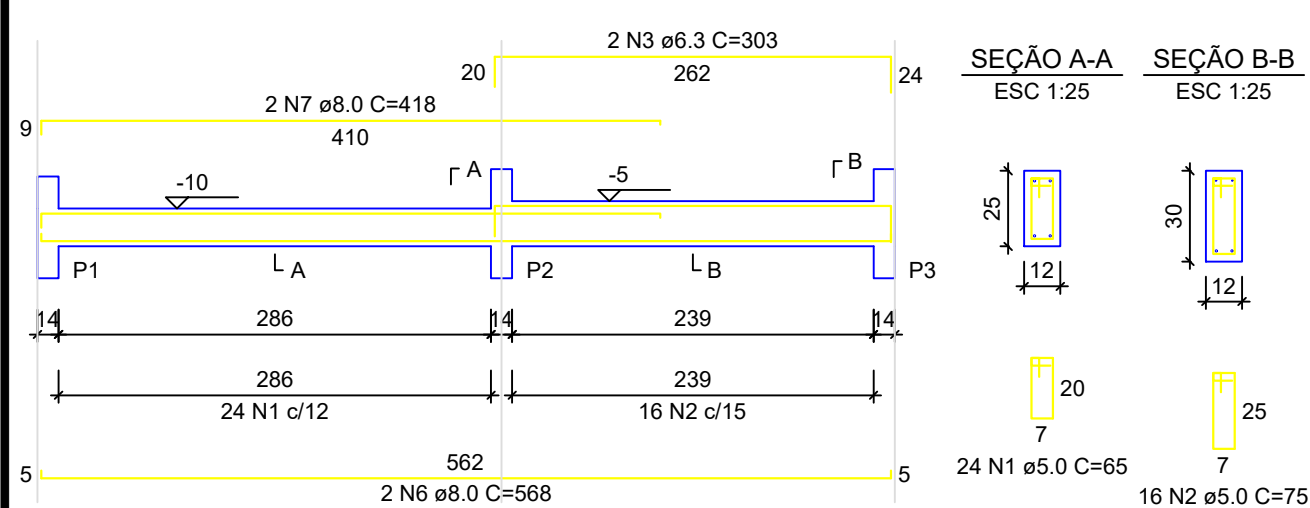 2 N3 ø6.3 C=303
20 262 24
2 N7 ø8.0 C=418
9 410
A B
-10 -5
P1 A P2 B P3
14 286 14 239 14
286 239
24 N1 c/12 16 N2 c/15
5 562 5
2 N6 ø8.0 C=568
SEÇÃO A-A
ESC 1:25
25
12
20
7
24 N1 ø5.0 C=65
SEÇÃO B-B
ESC 1:25
30
12
25
7
16 N2 ø5.0 C=75